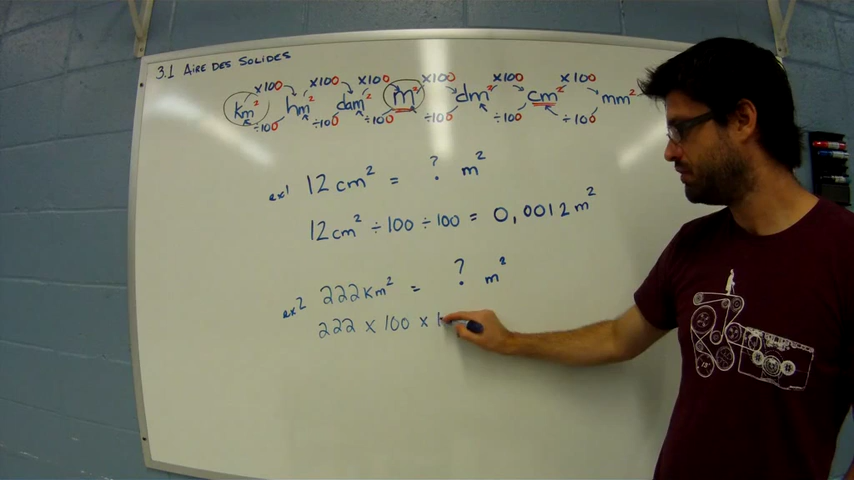 3.1 AIRE DES SOLIDES
×100 ×100 ×100 ×100 ×100 ×100
km² hm² dam² m² dm² cm² mm²
÷100 ÷100 ÷100 ÷100 ÷100 ÷100
ex1 12 cm² = ? m²
12 cm² ÷ 100 ÷ 100 = 0,0012 m²
ex2 222 km² = ? m²
222 × 100 × 1